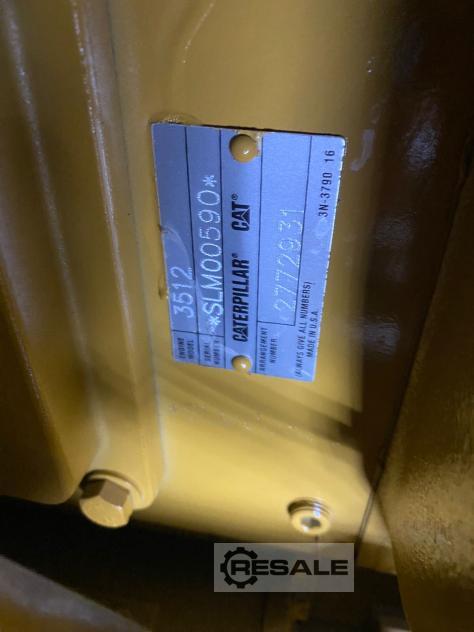 ENGINE MODEL 3512
SERIAL NUMBER *SLM00590*
CATERPILLAR® CAT®
ARRANGEMENT NUMBER 2772931
(ALWAYS GIVE ALL NUMBERS)
MADE IN U.S.A. 3N-3790 16
RESALE